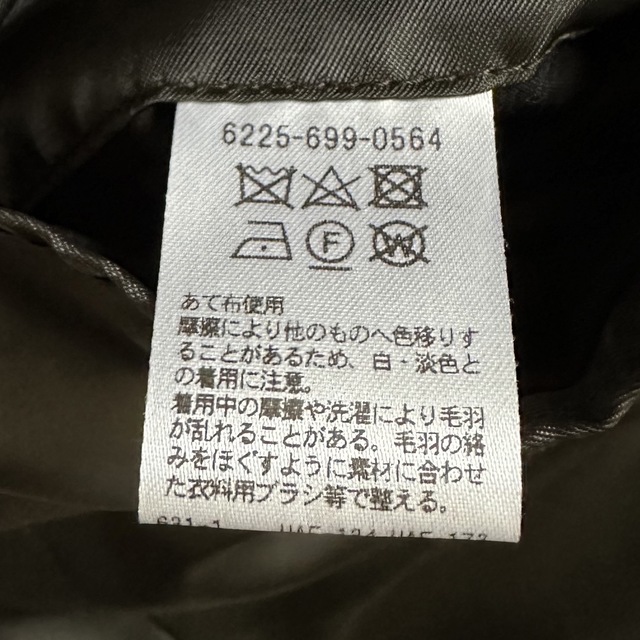 6225-699-0564
F
W
あて布使用
摩擦により他のものへ色移りす
ることがあるため、白・淡色と
の着用に注意。
着用中の摩擦や洗濯により毛羽
が乱れることがある。毛羽の絡
みをほぐすように素材に合わせ
た衣料用ブラシ等で整える。